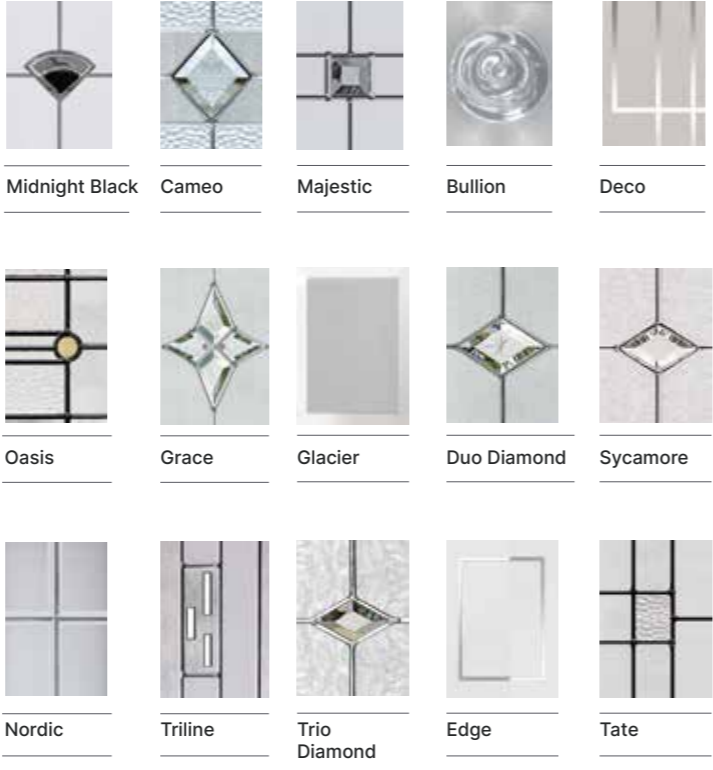 Midnight Black
Cameo
Majestic
Bullion
Deco
Oasis
Grace
Glacier
Duo Diamond
Sycamore
Nordic
Triline
Trio
Diamond
Edge
Tate